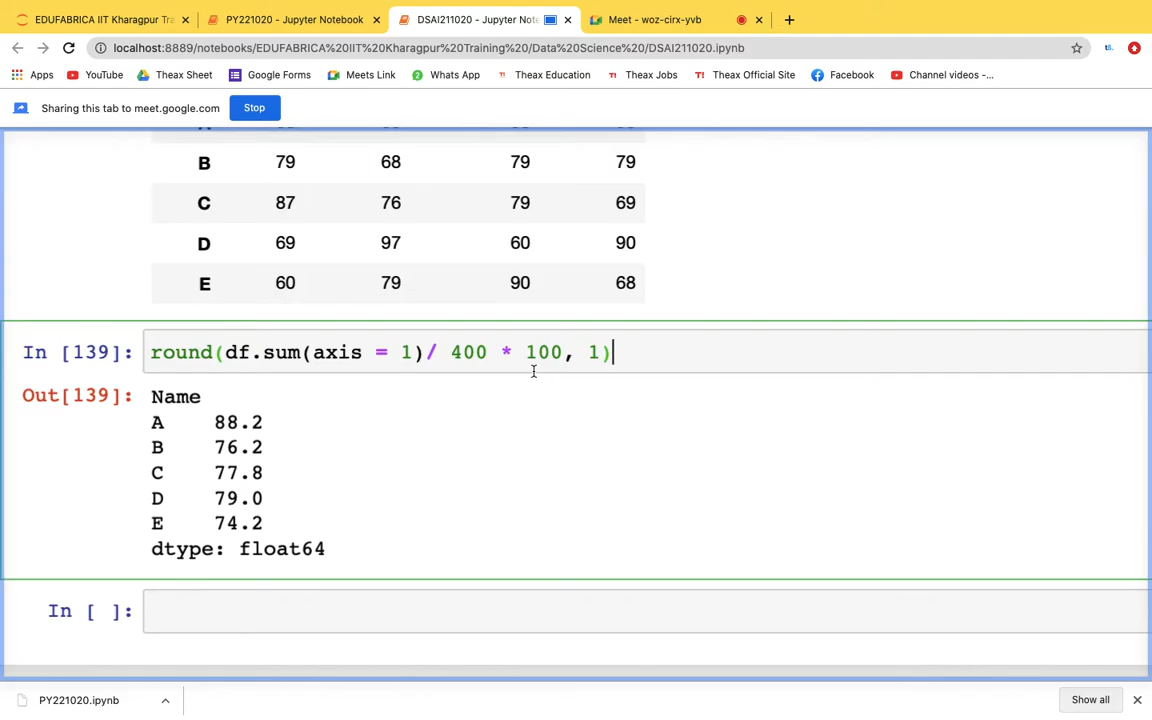 EDUFABRICA IIT Kharagpur Tra
PY221020 - Jupyter Notebook
DSAI211020 - Jupyter Note
Meet - woz-cirx-yvb
localhost:8889/notebooks/EDUFABRICA%20IIT%20Kharagpur%20Training%20/Data%20Science%20/DSAI211020.ipynb
Apps YouTube Theax Sheet Google Forms Meets Link Whats App Theax Education Theax Jobs Theax Official Site Facebook Channel videos -...
Sharing this tab to meet.google.com Stop
B 79 68 79 79
C 87 76 79 69
D 69 97 60 90
E 60 79 90 68
In [139]: round(df.sum(axis = 1)/ 400 * 100, 1)
Out[139]: Name
A 88.2
B 76.2
C 77.8
D 79.0
E 74.2
dtype: float64
In [ ]:
PY221020.ipynb
Show all